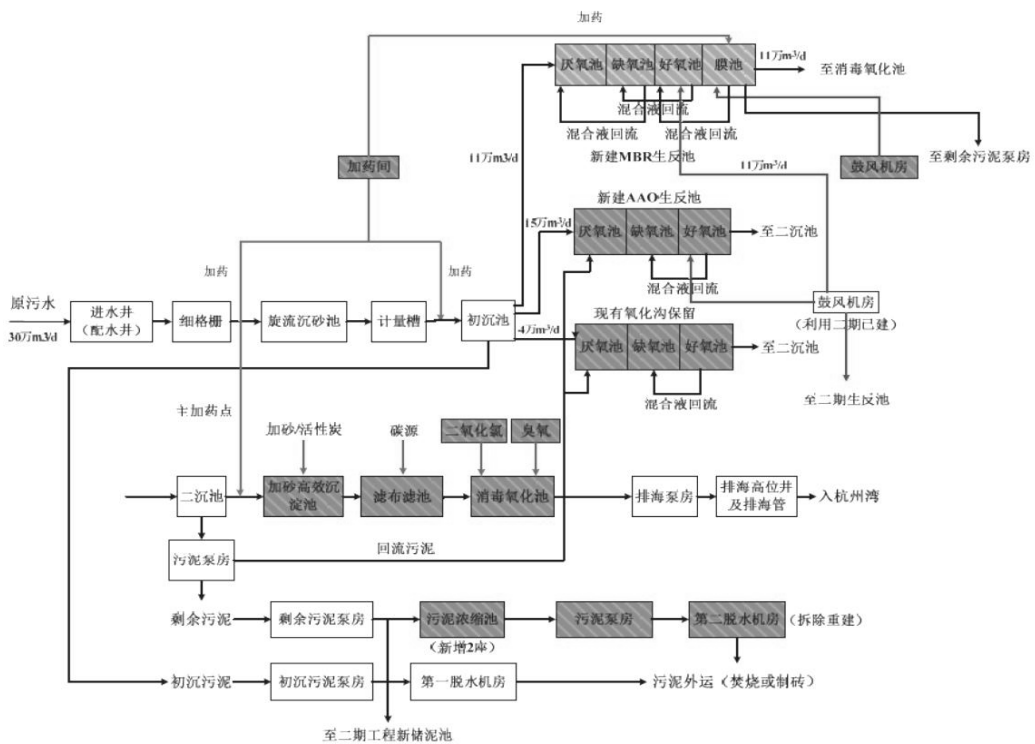 加药
厌氧池 缺氧池 好氧池 膜池
11万m³/d
至消毒氧化池
混合液回流
混合液回流 混合液回流
新建MBR生反池
11万m3/d
11万m³/d
至剩余污泥泵房
加药间
鼓风机房
新建AAO生反池
15万m³/d
厌氧池 缺氧池 好氧池
至二沉池
混合液回流
加药
加药
原污水
30万m3/d
进水井
（配水井）
细格栅
旋流沉砂池
计量槽
初沉池
4万m³/d
现有氧化沟保留
厌氧池 缺氧池 好氧池
至二沉池
混合液回流
鼓风机房
（利用二期已建）
至二期生反池
主加药点
加砂/活性炭
碳源
二氧化氯
臭氧
二沉池
加砂高效沉
淀池
滤布滤池
消毒氧化池
排海泵房
排海高位井
及排海管
入杭州湾
污泥泵房
回流污泥
剩余污泥
剩余污泥泵房
污泥浓缩池
（新增2座）
污泥泵房
第二脱水机房
（拆除重建）
初沉污泥
初沉污泥泵房
第一脱水机房
污泥外运（焚烧或制砖）
至二期工程新储泥池